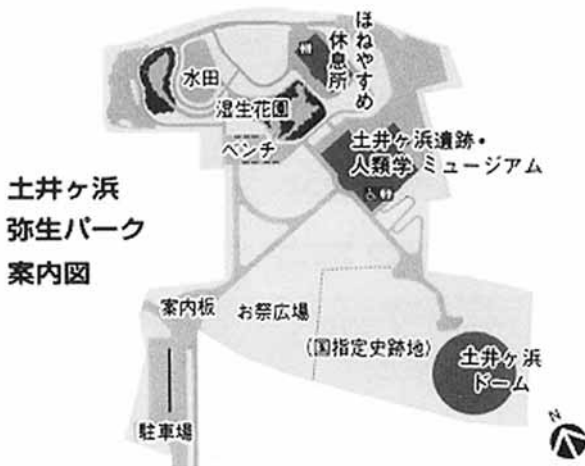 ほねやすめ
休息所
水田
湿生花園
ベンチ
土井ヶ浜遺跡・
人類学ミュージアム
土井ヶ浜
弥生パーク
案内図
案内板
お祭広場
(国指定史跡地)
土井ヶ浜
ドーム
駐車場
N